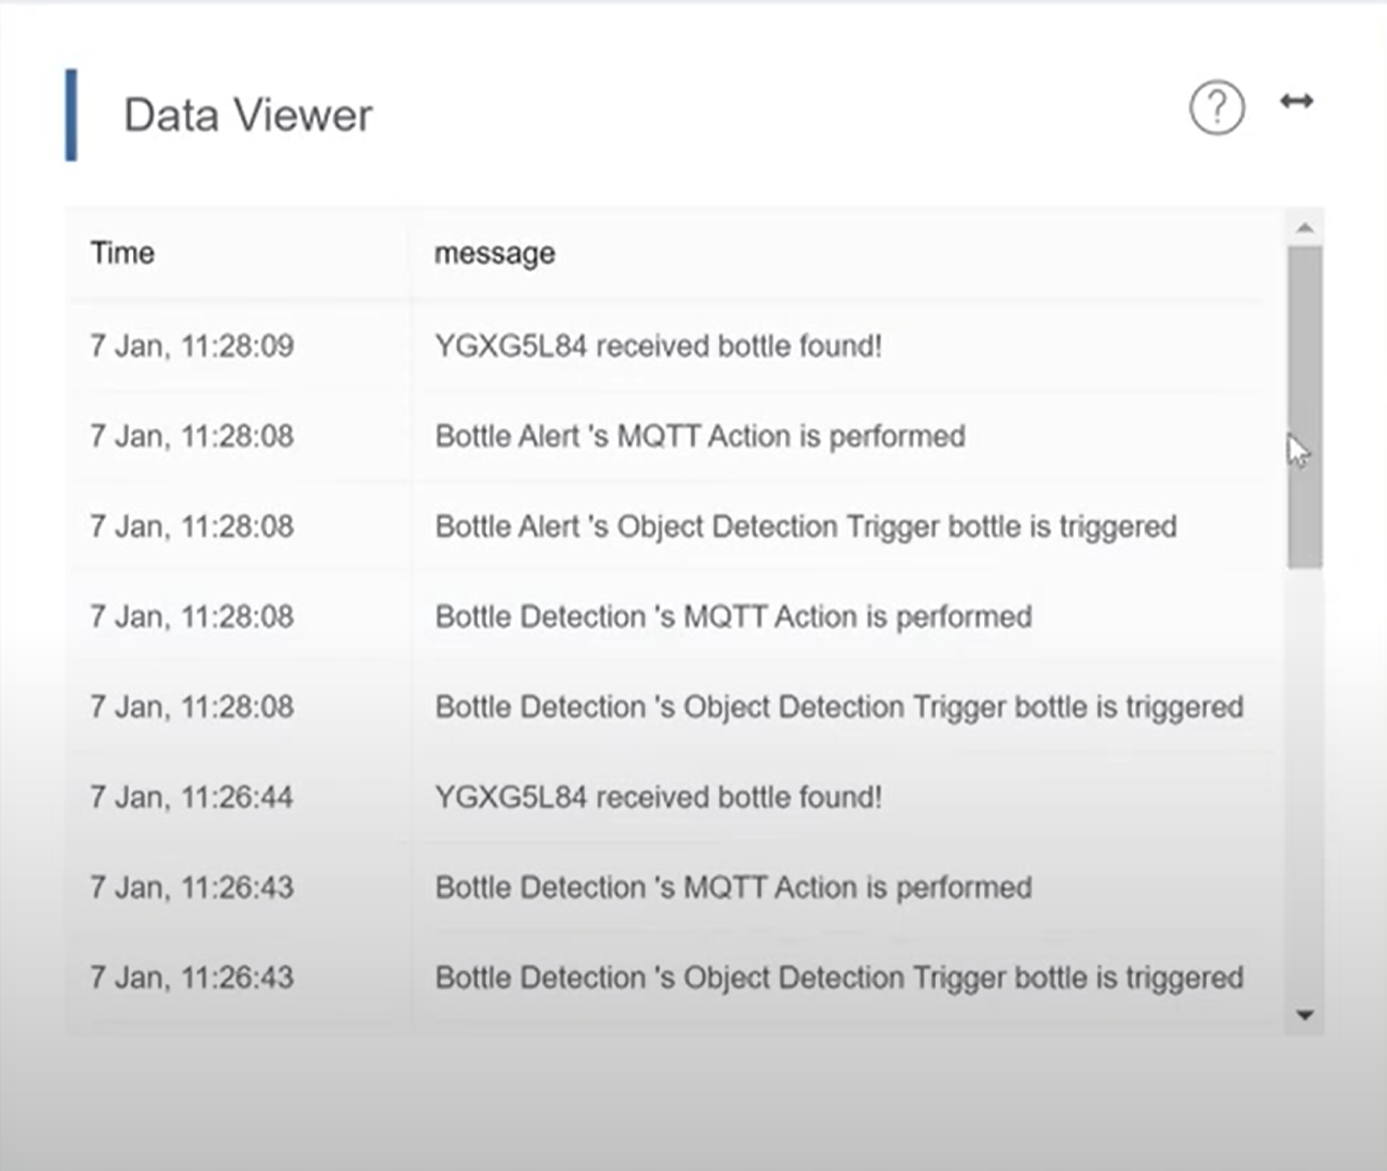 Data Viewer
?
Time message
7 Jan, 11:28:09 YGXG5L84 received bottle found!
7 Jan, 11:28:08 Bottle Alert 's MQTT Action is performed
7 Jan, 11:28:08 Bottle Alert 's Object Detection Trigger bottle is triggered
7 Jan, 11:28:08 Bottle Detection 's MQTT Action is performed
7 Jan, 11:28:08 Bottle Detection 's Object Detection Trigger bottle is triggered
7 Jan, 11:26:44 YGXG5L84 received bottle found!
7 Jan, 11:26:43 Bottle Detection 's MQTT Action is performed
7 Jan, 11:26:43 Bottle Detection 's Object Detection Trigger bottle is triggered